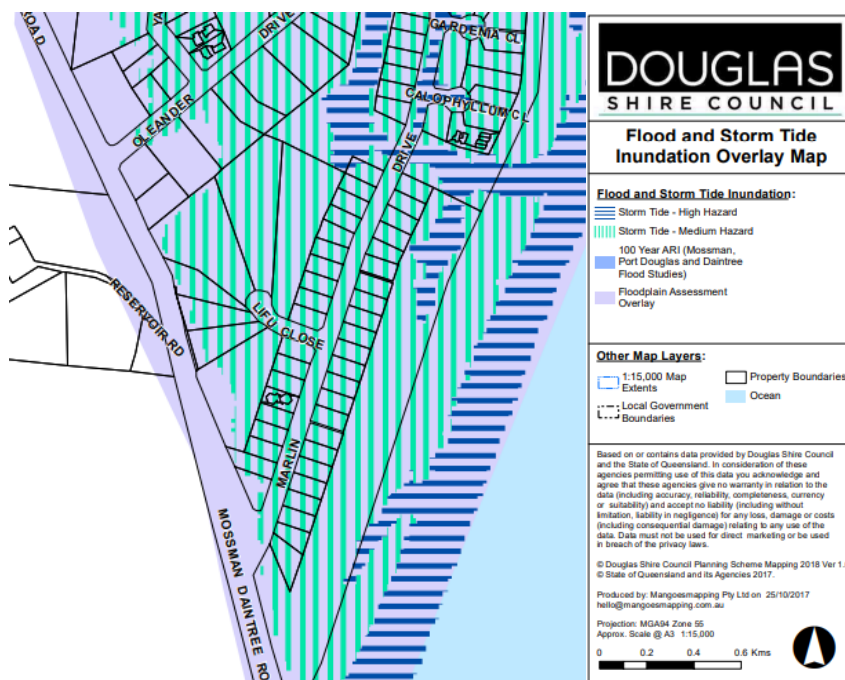 ROAD
YA
DRIVE
GARDENIA CL
OLEANDER
CALOPHYLLUM CL
DRIVE
RESERVOIR RD
LIFU CLOSE
MARLIN
MOSSMAN DAINTREE RO
DOUGLAS
SHIRE COUNCIL
Flood and Storm Tide
Inundation Overlay Map
Flood and Storm Tide Inundation:
Storm Tide - High Hazard
Storm Tide - Medium Hazard
100 Year ARI (Mossman,
Port Douglas and Daintree
Flood Studies)
Floodplain Assessment
Overlay
Other Map Layers:
1:15,000 Map
Extents
Local Government
Boundaries
Property Boundaries
Ocean
Based on or contains data provided by Douglas Shire Council
and the State of Queensland. In consideration of these
agencies permitting use of this data you acknowledge and
agree that these agencies give no warranty in relation to the
data (including accuracy, reliability, completeness, currency
or suitability) and accept no liability (including without
limitation, liability in negligence) for any loss, damage or costs
(including consequential damage) relating to any use of the
data. Data must not be used for direct marketing or be used
in breach of the privacy laws.
© Douglas Shire Council Planning Scheme Mapping 2018 Ver 1.
© State of Queensland and its Agencies 2017.
Produced by: Mangoesmapping Pty Ltd on 25/10/2017
hello@mangoesmapping.com.au
Projection: MGA94 Zone 55
Approx. Scale @ A3 1:15,000
0 0.2 0.4 0.6 Kms